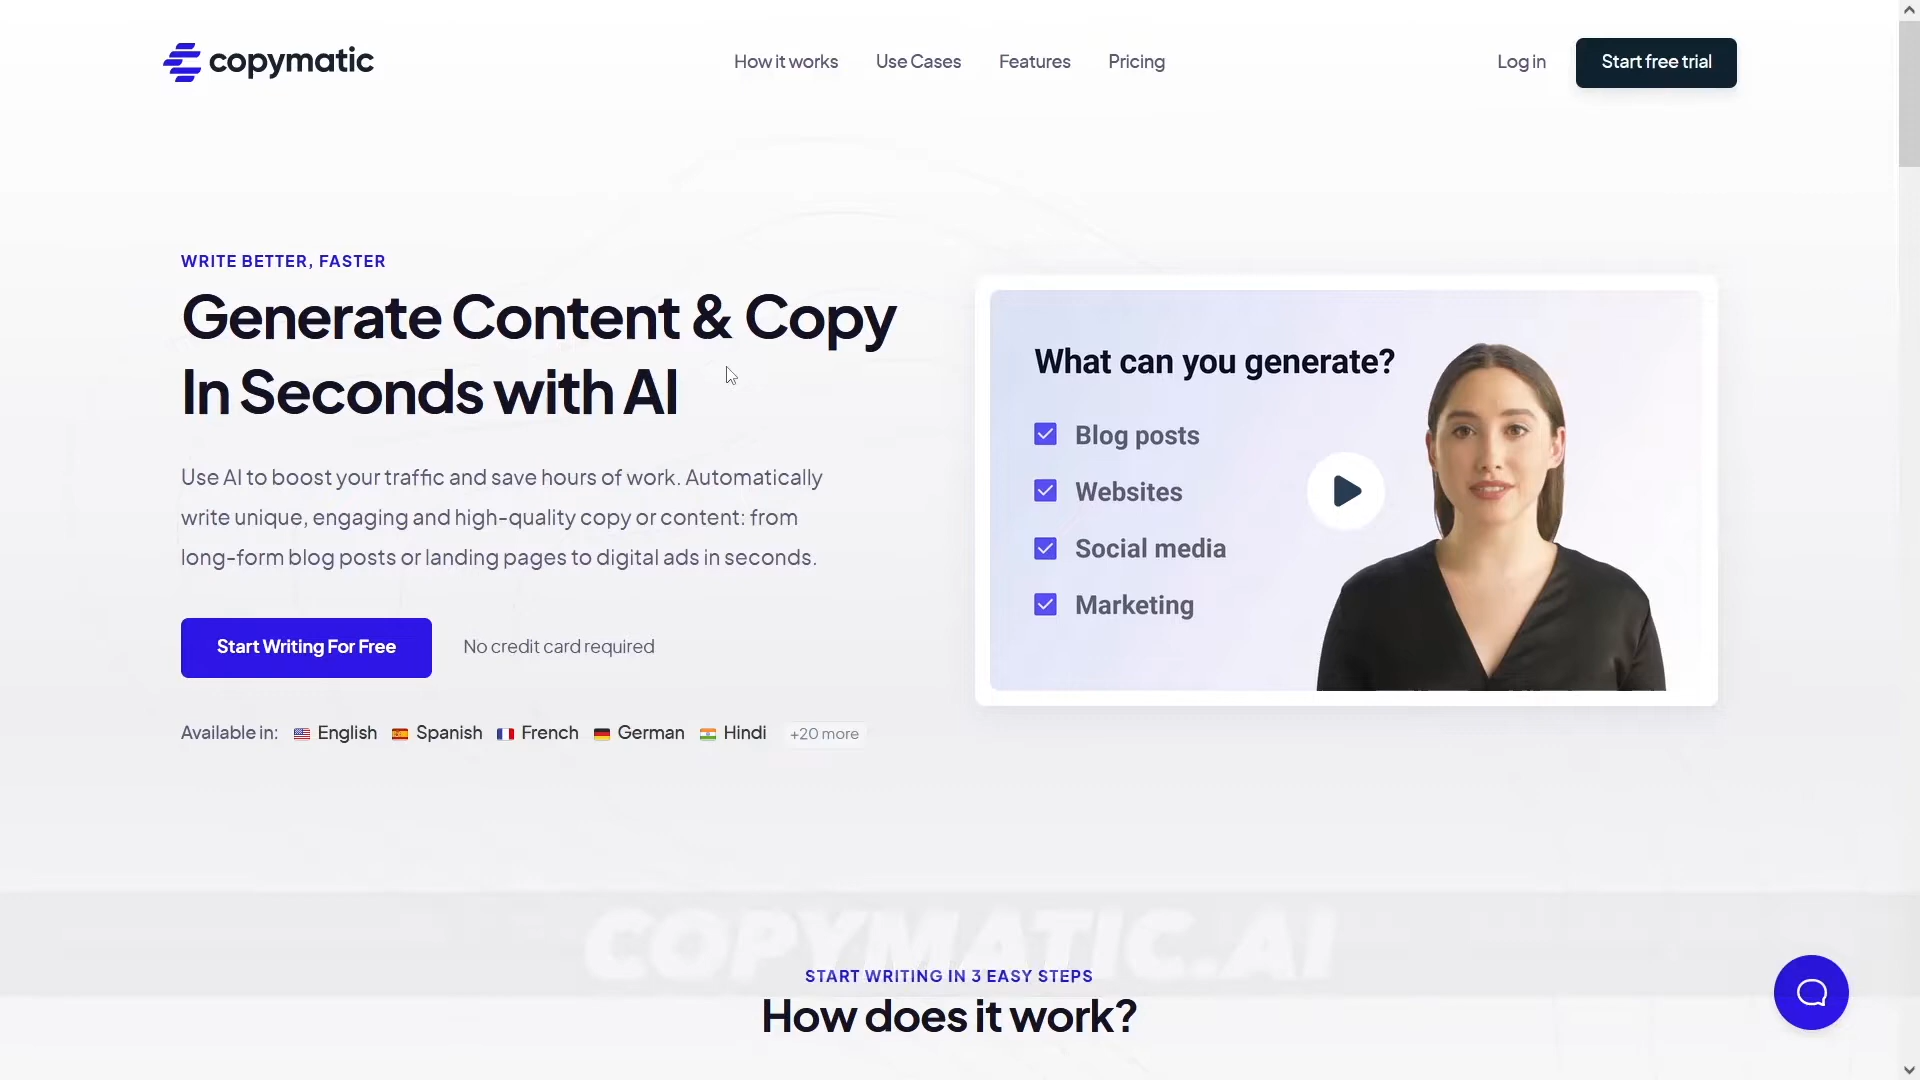 copymatic
How it works Use Cases Features Pricing
Log in Start free trial
WRITE BETTER, FASTER
Generate Content & Copy
In Seconds with AI
Use AI to boost your traffic and save hours of work. Automatically
write unique, engaging and high-quality copy or content: from
long-form blog posts or landing pages to digital ads in seconds.
Start Writing For Free No credit card required
Available in: English Spanish French German Hindi +20 more
What can you generate?
Blog posts
Websites
Social media
Marketing
COPYMATIC.AI
START WRITING IN 3 EASY STEPS
How does it work?